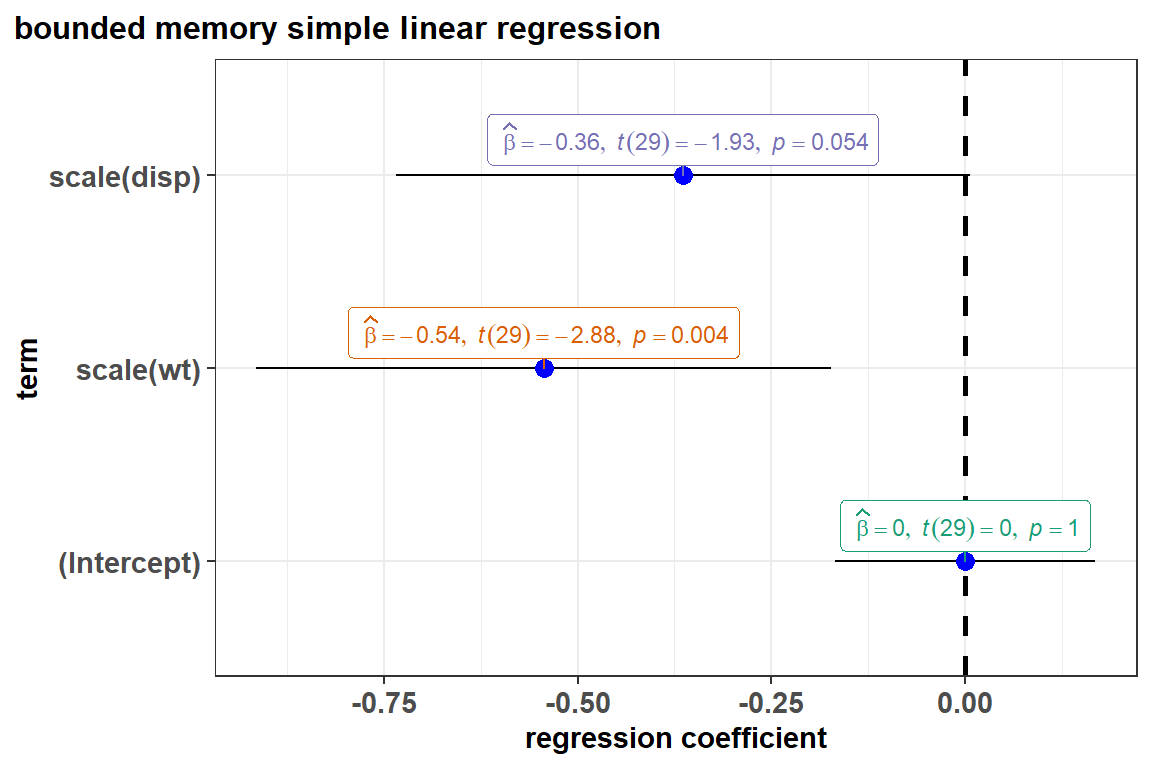 bounded memory simple linear regression
β̂ = −0.36, t(29) = −1.93, p = 0.054
scale(disp)
β̂ = −0.54, t(29) = −2.88, p = 0.004
term
scale(wt)
β̂ = 0, t(29) = 0, p = 1
(Intercept)
-0.75 -0.50 -0.25 0.00
regression coefficient